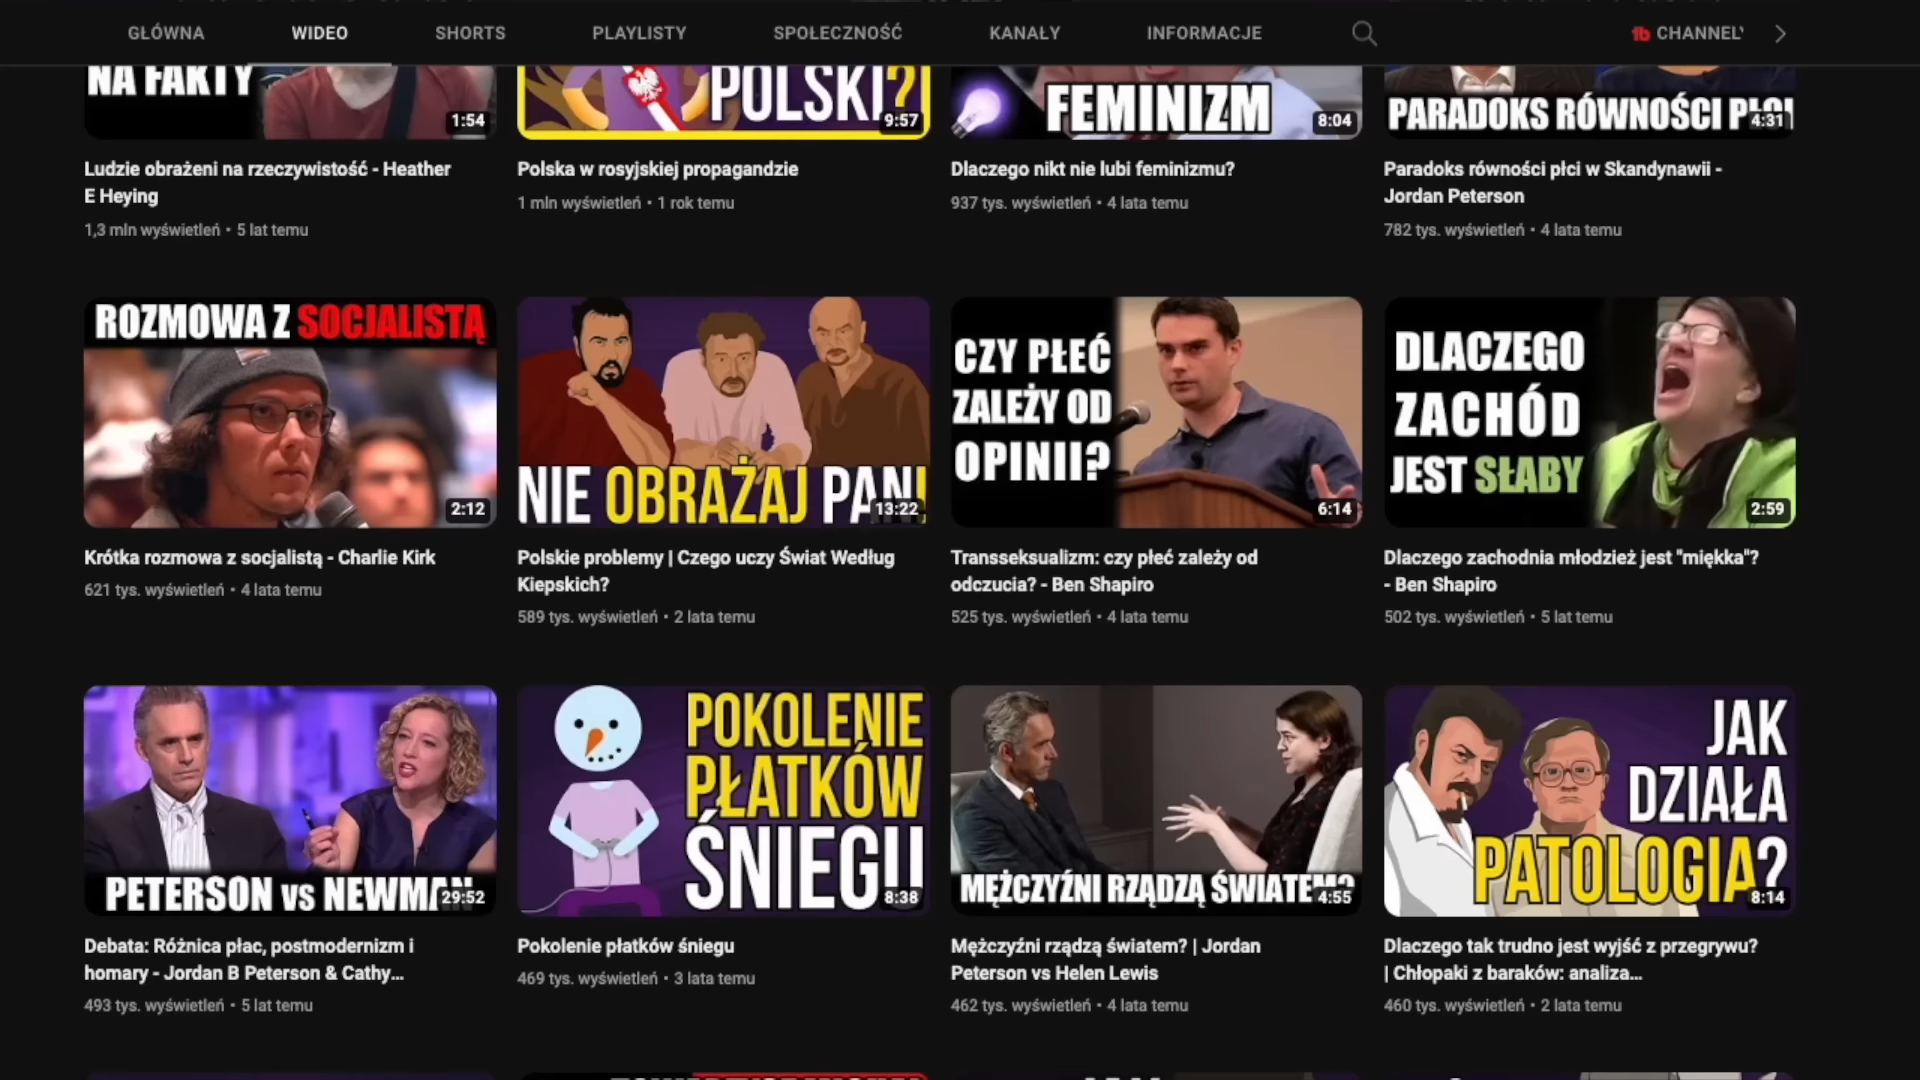 GŁÓWNA WIDEO SHORTS PLAYLISTY SPOŁECZNOŚĆ KANAŁY INFORMACJE CHANNELY
NA FAKTY
1:54
POLSKI?
9:57
FEMINIZM
8:04
PARADOKS RÓWNOŚCI PŁCI
4:31
Ludzie obrażeni na rzeczywistość - Heather
E Heying
1,3 mln wyświetleń • 5 lat temu
Polska w rosyjskiej propagandzie
1 mln wyświetleń • 1 rok temu
Dlaczego nikt nie lubi feminizmu?
937 tys. wyświetleń • 4 lata temu
Paradoks równości płci w Skandynawii -
Jordan Peterson
782 tys. wyświetleń • 4 lata temu
ROZMOWA Z SOCJALISTĄ
2:12
NIE OBRAŻAJ PAN!
13:22
CZY PŁEĆ
ZALEŻY OD
OPINII?
6:14
DLACZEGO
ZACHÓD
JEST SŁABY
2:59
Krótka rozmowa z socjalistą - Charlie Kirk
621 tys. wyświetleń • 4 lata temu
Polskie problemy | Czego uczy Świat Według
Kiepskich?
589 tys. wyświetleń • 2 lata temu
Transseksualizm: czy płeć zależy od
odczucia? - Ben Shapiro
525 tys. wyświetleń • 4 lata temu
Dlaczego zachodnia młodzież jest "miękka"?
- Ben Shapiro
502 tys. wyświetleń • 5 lat temu
PETERSON vs NEWMAN
29:52
POKOLENIE
PŁATKÓW
ŚNIEGU
8:38
MĘŻCZYŹNI RZĄDZĄ ŚWIATEM?
4:55
JAK
DZIAŁA
PATOLOGIA?
8:14
Debata: Różnica płac, postmodernizm i
homary - Jordan B Peterson & Cathy...
493 tys. wyświetleń • 5 lat temu
Pokolenie płatków śniegu
469 tys. wyświetleń • 3 lata temu
Mężczyźni rządzą światem? | Jordan
Peterson vs Helen Lewis
462 tys. wyświetleń • 4 lata temu
Dlaczego tak trudno jest wyjść z przegrywu?
| Chłopaki z baraków: analiza...
460 tys. wyświetleń • 2 lata temu